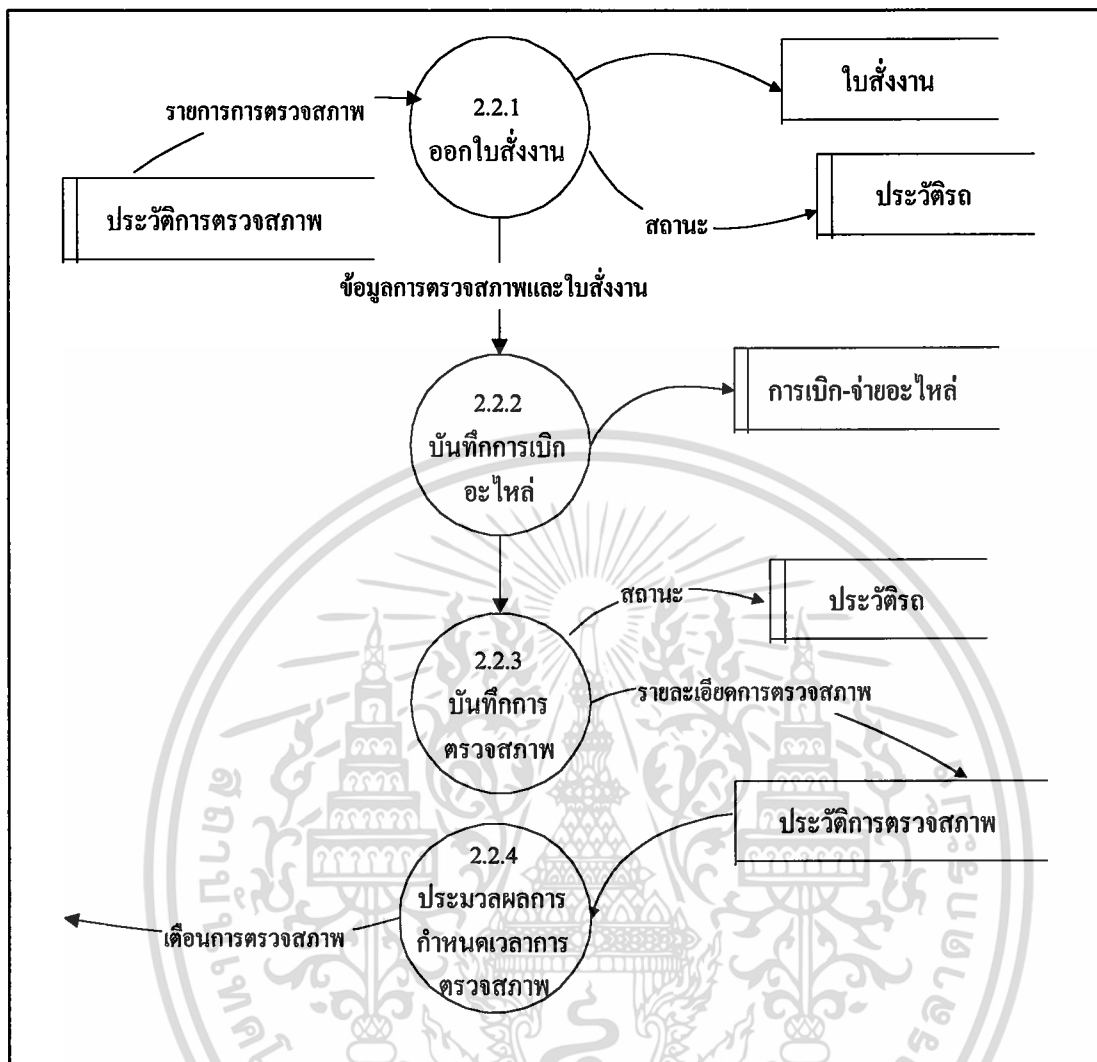 ใบสั่งงาน
2.2.1
ออกใบสั่งงาน
รายการการตรวจสภาพ
ประวัติการตรวจสภาพ
สถานะ
ประวัติรถ
ข้อมูลการตรวจสภาพและใบสั่งงาน
2.2.2
บันทึกการเบิก
อะไหล่
การเบิก-จ่ายอะไหล่
สถานะ
ประวัติรถ
2.2.3
บันทึกการ
ตรวจสภาพ
รายละเอียดการตรวจสภาพ
ประวัติการตรวจสภาพ
2.2.4
ประมวลผลการ
กำหนดเวลาการ
ตรวจสภาพ
เตือนการตรวจสภาพ